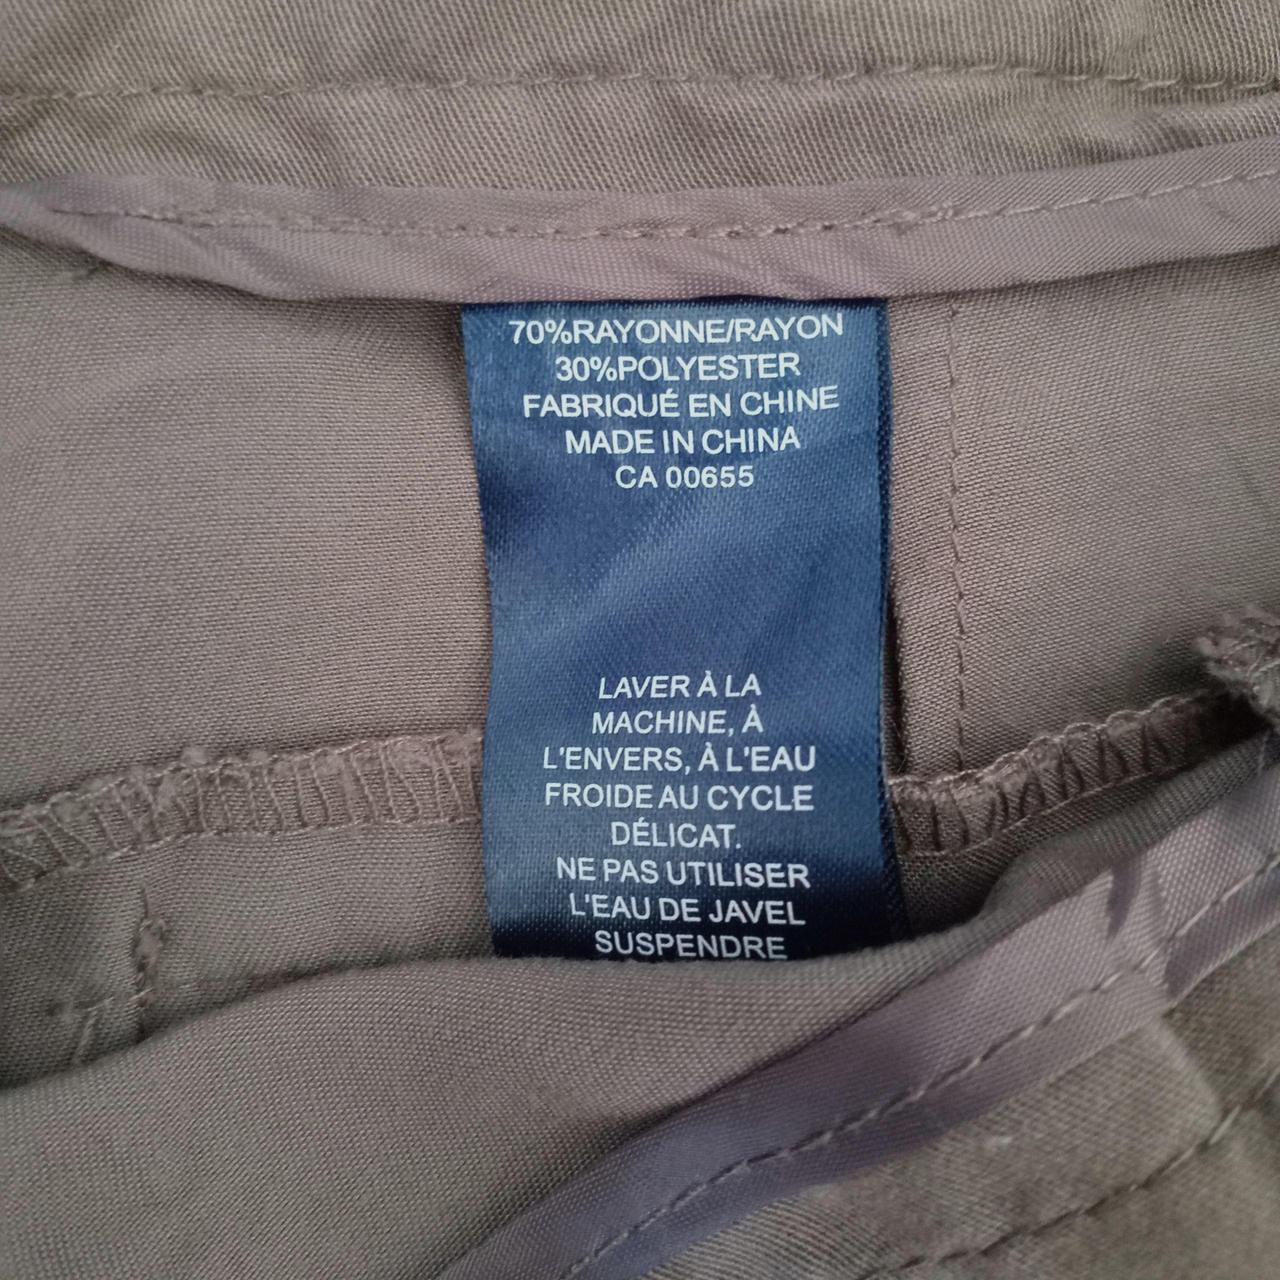 70%RAYONNE/RAYON
30%POLYESTER
FABRIQUÉ EN CHINE
MADE IN CHINA
CA 00655
LAVER À LA
MACHINE, À
L'ENVERS, À L'EAU
FROIDE AU CYCLE
DÉLICAT.
NE PAS UTILISER
L'EAU DE JAVEL
SUSPENDRE